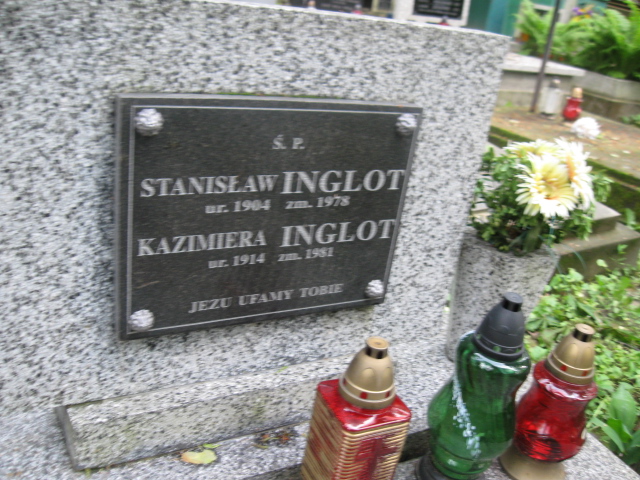 Ś. P.
STANISŁAW INGLOT
ur. 1904 zm. 1978
KAZIMIERA INGLOT
ur. 1914 zm. 1981
JEZU UFAMY TOBIE